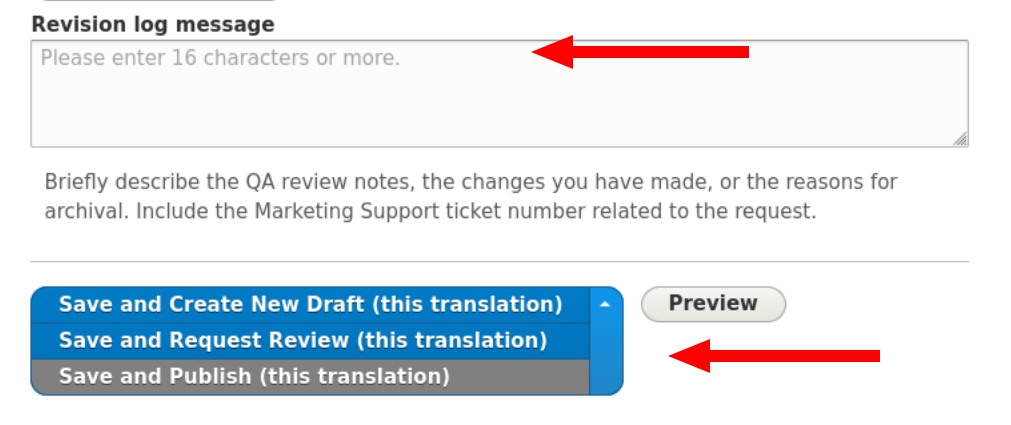 Revision log message
Please enter 16 characters or more.
Briefly describe the QA review notes, the changes you have made, or the reasons for
archival. Include the Marketing Support ticket number related to the request.
Save and Create New Draft (this translation)
Preview
Save and Request Review (this translation)
Save and Publish (this translation)